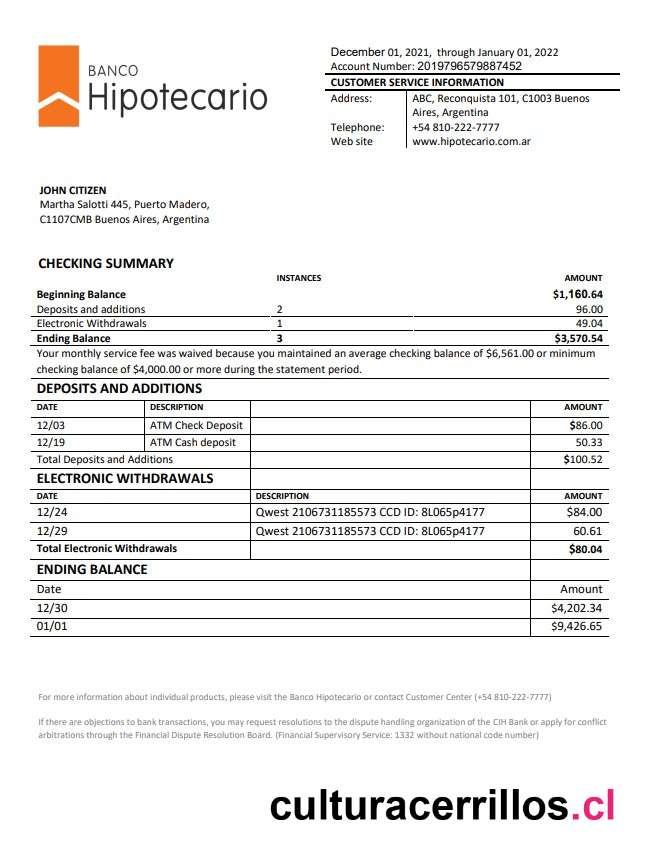 BANCO
Hipotecario
December 01, 2021, through January 01, 2022
Account Number: 2019796579887452
CUSTOMER SERVICE INFORMATION
Address: ABC, Reconquista 101, C1003 Buenos
Aires, Argentina
Telephone: +54 810-222-7777
Web site www.hipotecario.com.ar
JOHN CITIZEN
Martha Salotti 445, Puerto Madero,
C1107CMB Buenos Aires, Argentina
CHECKING SUMMARY
INSTANCES AMOUNT
Beginning Balance $1,160.64
Deposits and additions 2 96.00
Electronic Withdrawals 1 49.04
Ending Balance 3 $3,570.54
Your monthly service fee was waived because you maintained an average checking balance of $6,561.00 or minimum
checking balance of $4,000.00 or more during the statement period.
DEPOSITS AND ADDITIONS
DATE DESCRIPTION AMOUNT
12/03 ATM Check Deposit $86.00
12/19 ATM Cash deposit 50.33
Total Deposits and Additions $100.52
ELECTRONIC WITHDRAWALS
DATE DESCRIPTION AMOUNT
12/24 Qwest 2106731185573 CCD ID: 8L065p4177 $84.00
12/29 Qwest 2106731185573 CCD ID: 8L065p4177 60.61
Total Electronic Withdrawals $80.04
ENDING BALANCE
Date Amount
12/30 $4,202.34
01/01 $9,426.65
For more information about individual products, please visit the Banco Hipotecario or contact Customer Center (+54 810-222-7777)
If there are objections to bank transactions, you may request resolutions to the dispute handling organization of the CIH Bank or apply for conflict
arbitrations through the Financial Dispute Resolution Board. (Financial Supervisory Service: 1332 without national code number)
culturacerrillos.cl